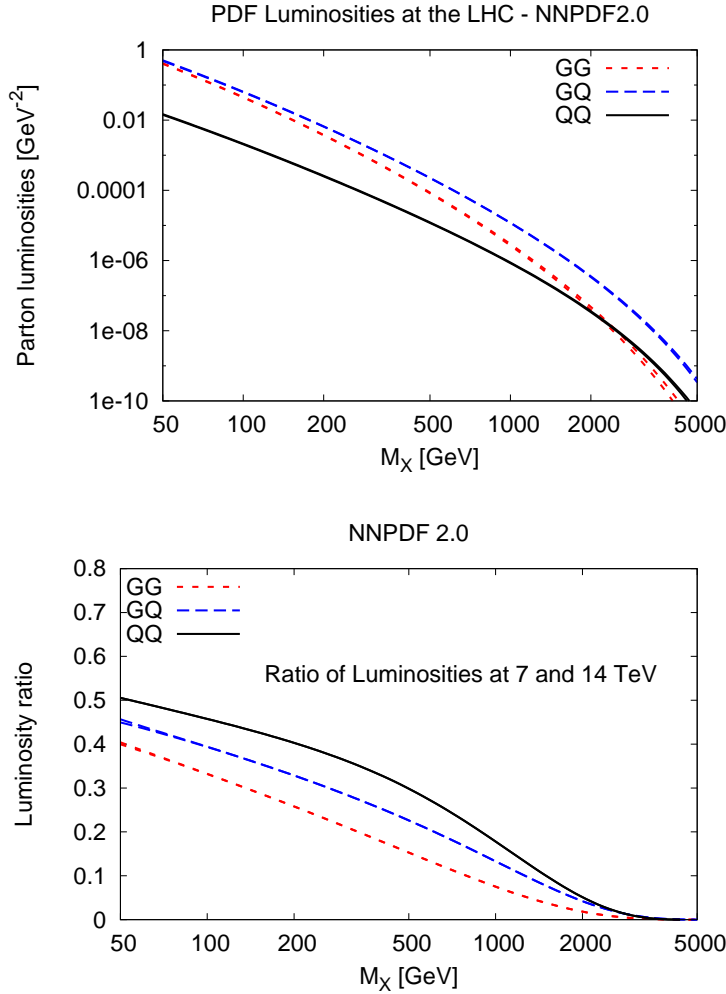 PDF Luminosities at the LHC - NNPDF2.0
Parton luminosities [GeV^-2]
1
0.01
0.0001
1e-06
1e-08
1e-10
GG
GQ
QQ
50 100 200 500 1000 2000 5000
M_X [GeV]
NNPDF 2.0
Luminosity ratio
0.8
0.7
0.6
0.5
0.4
0.3
0.2
0.1
0
GG
GQ
QQ
Ratio of Luminosities at 7 and 14 TeV
50 100 200 500 1000 2000 5000
M_X [GeV]